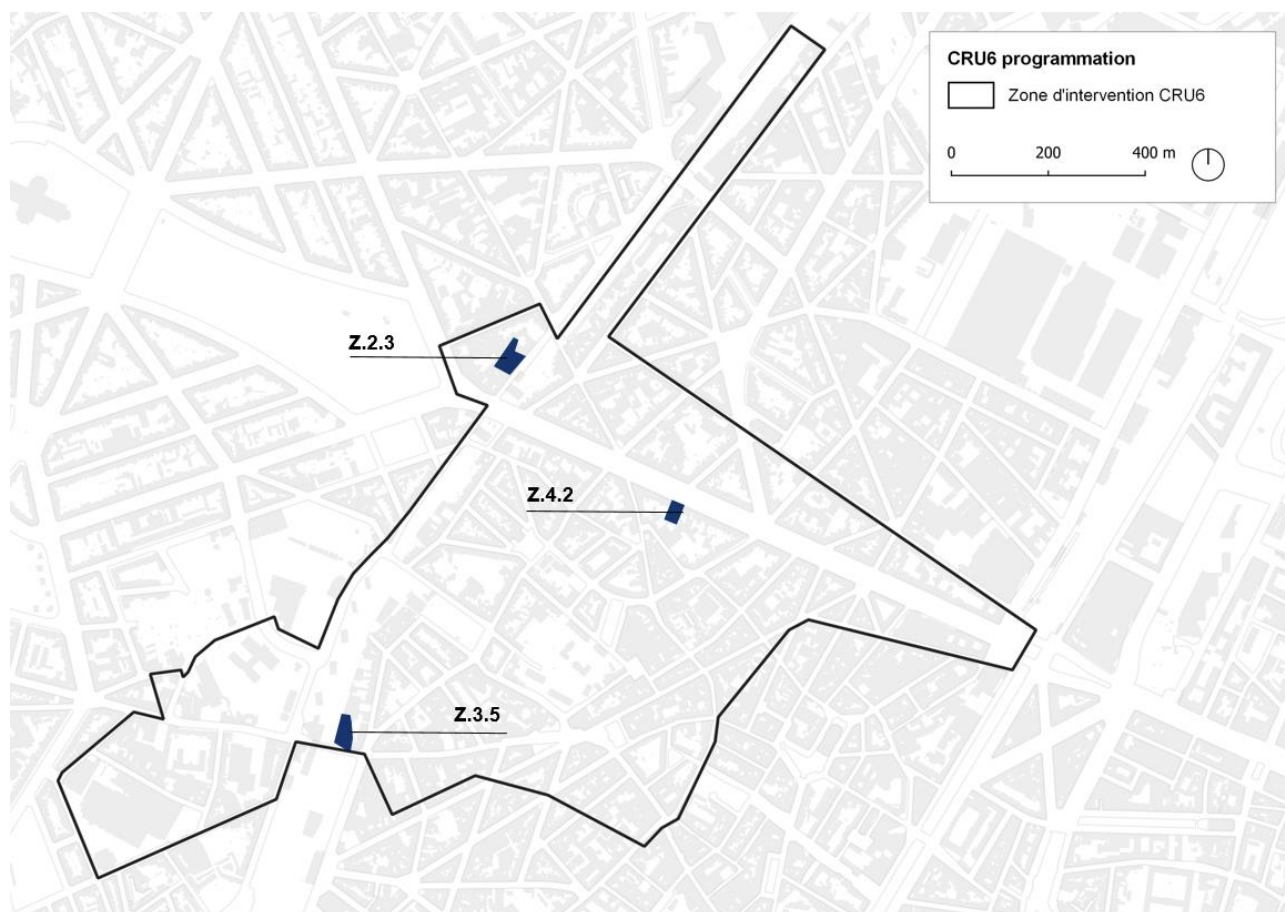 CRU6 programmation
Zone d'intervention CRU6
0 200 400 m
Z.2.3
Z.4.2
Z.3.5